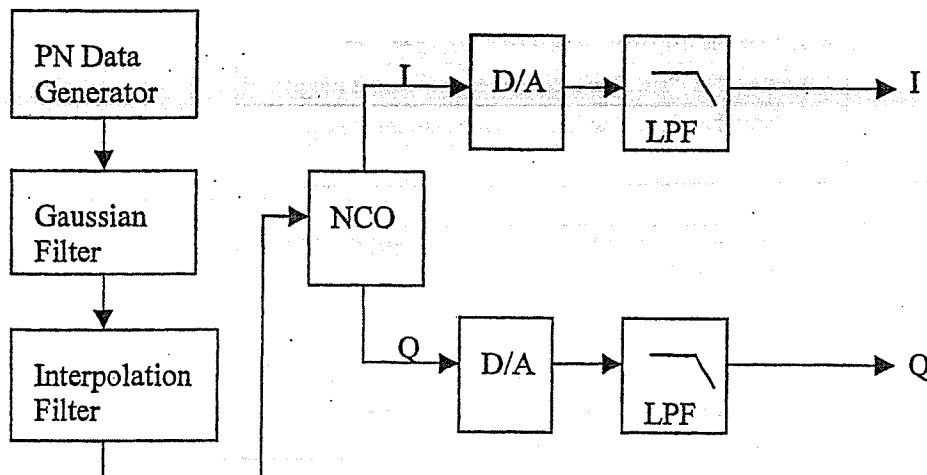 PN Data
Generator
Gaussian
Filter
Interpolation
Filter
NCO
I
D/A
LPF
I
Q
D/A
LPF
Q